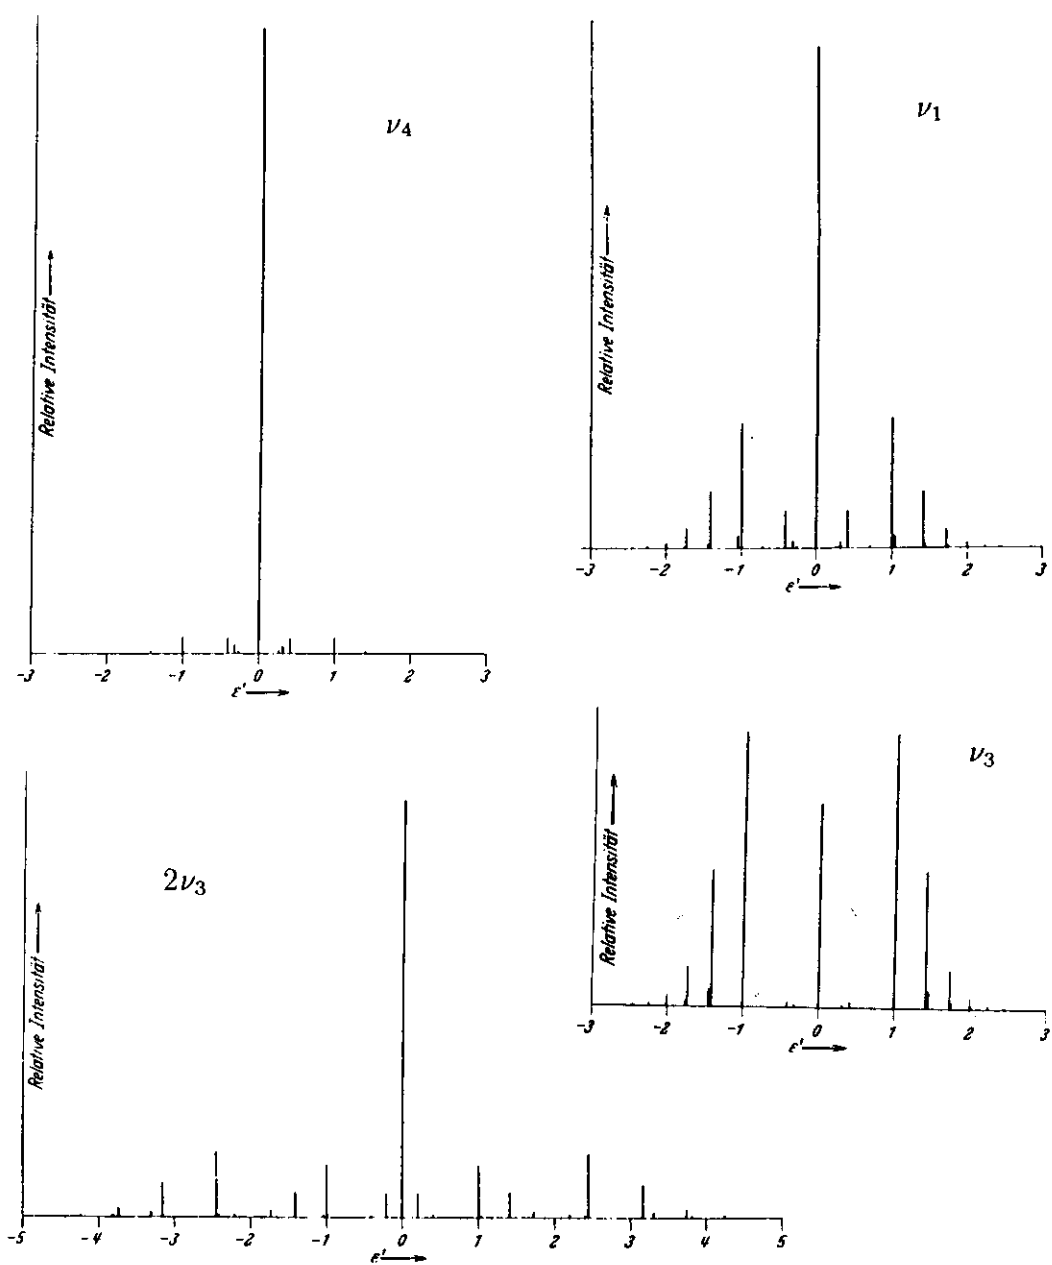 ν4
Relative Intensität
-3 -2 -1 0 1 2 3
ε'
ν1
Relative Intensität
-3 -2 -1 0 1 2 3
ε'
2ν3
Relative Intensität
-5 -4 -3 -2 -1 0 1 2 3 4 5
ε'
ν3
Relative Intensität
-3 -2 -1 0 1 2 3
ε'